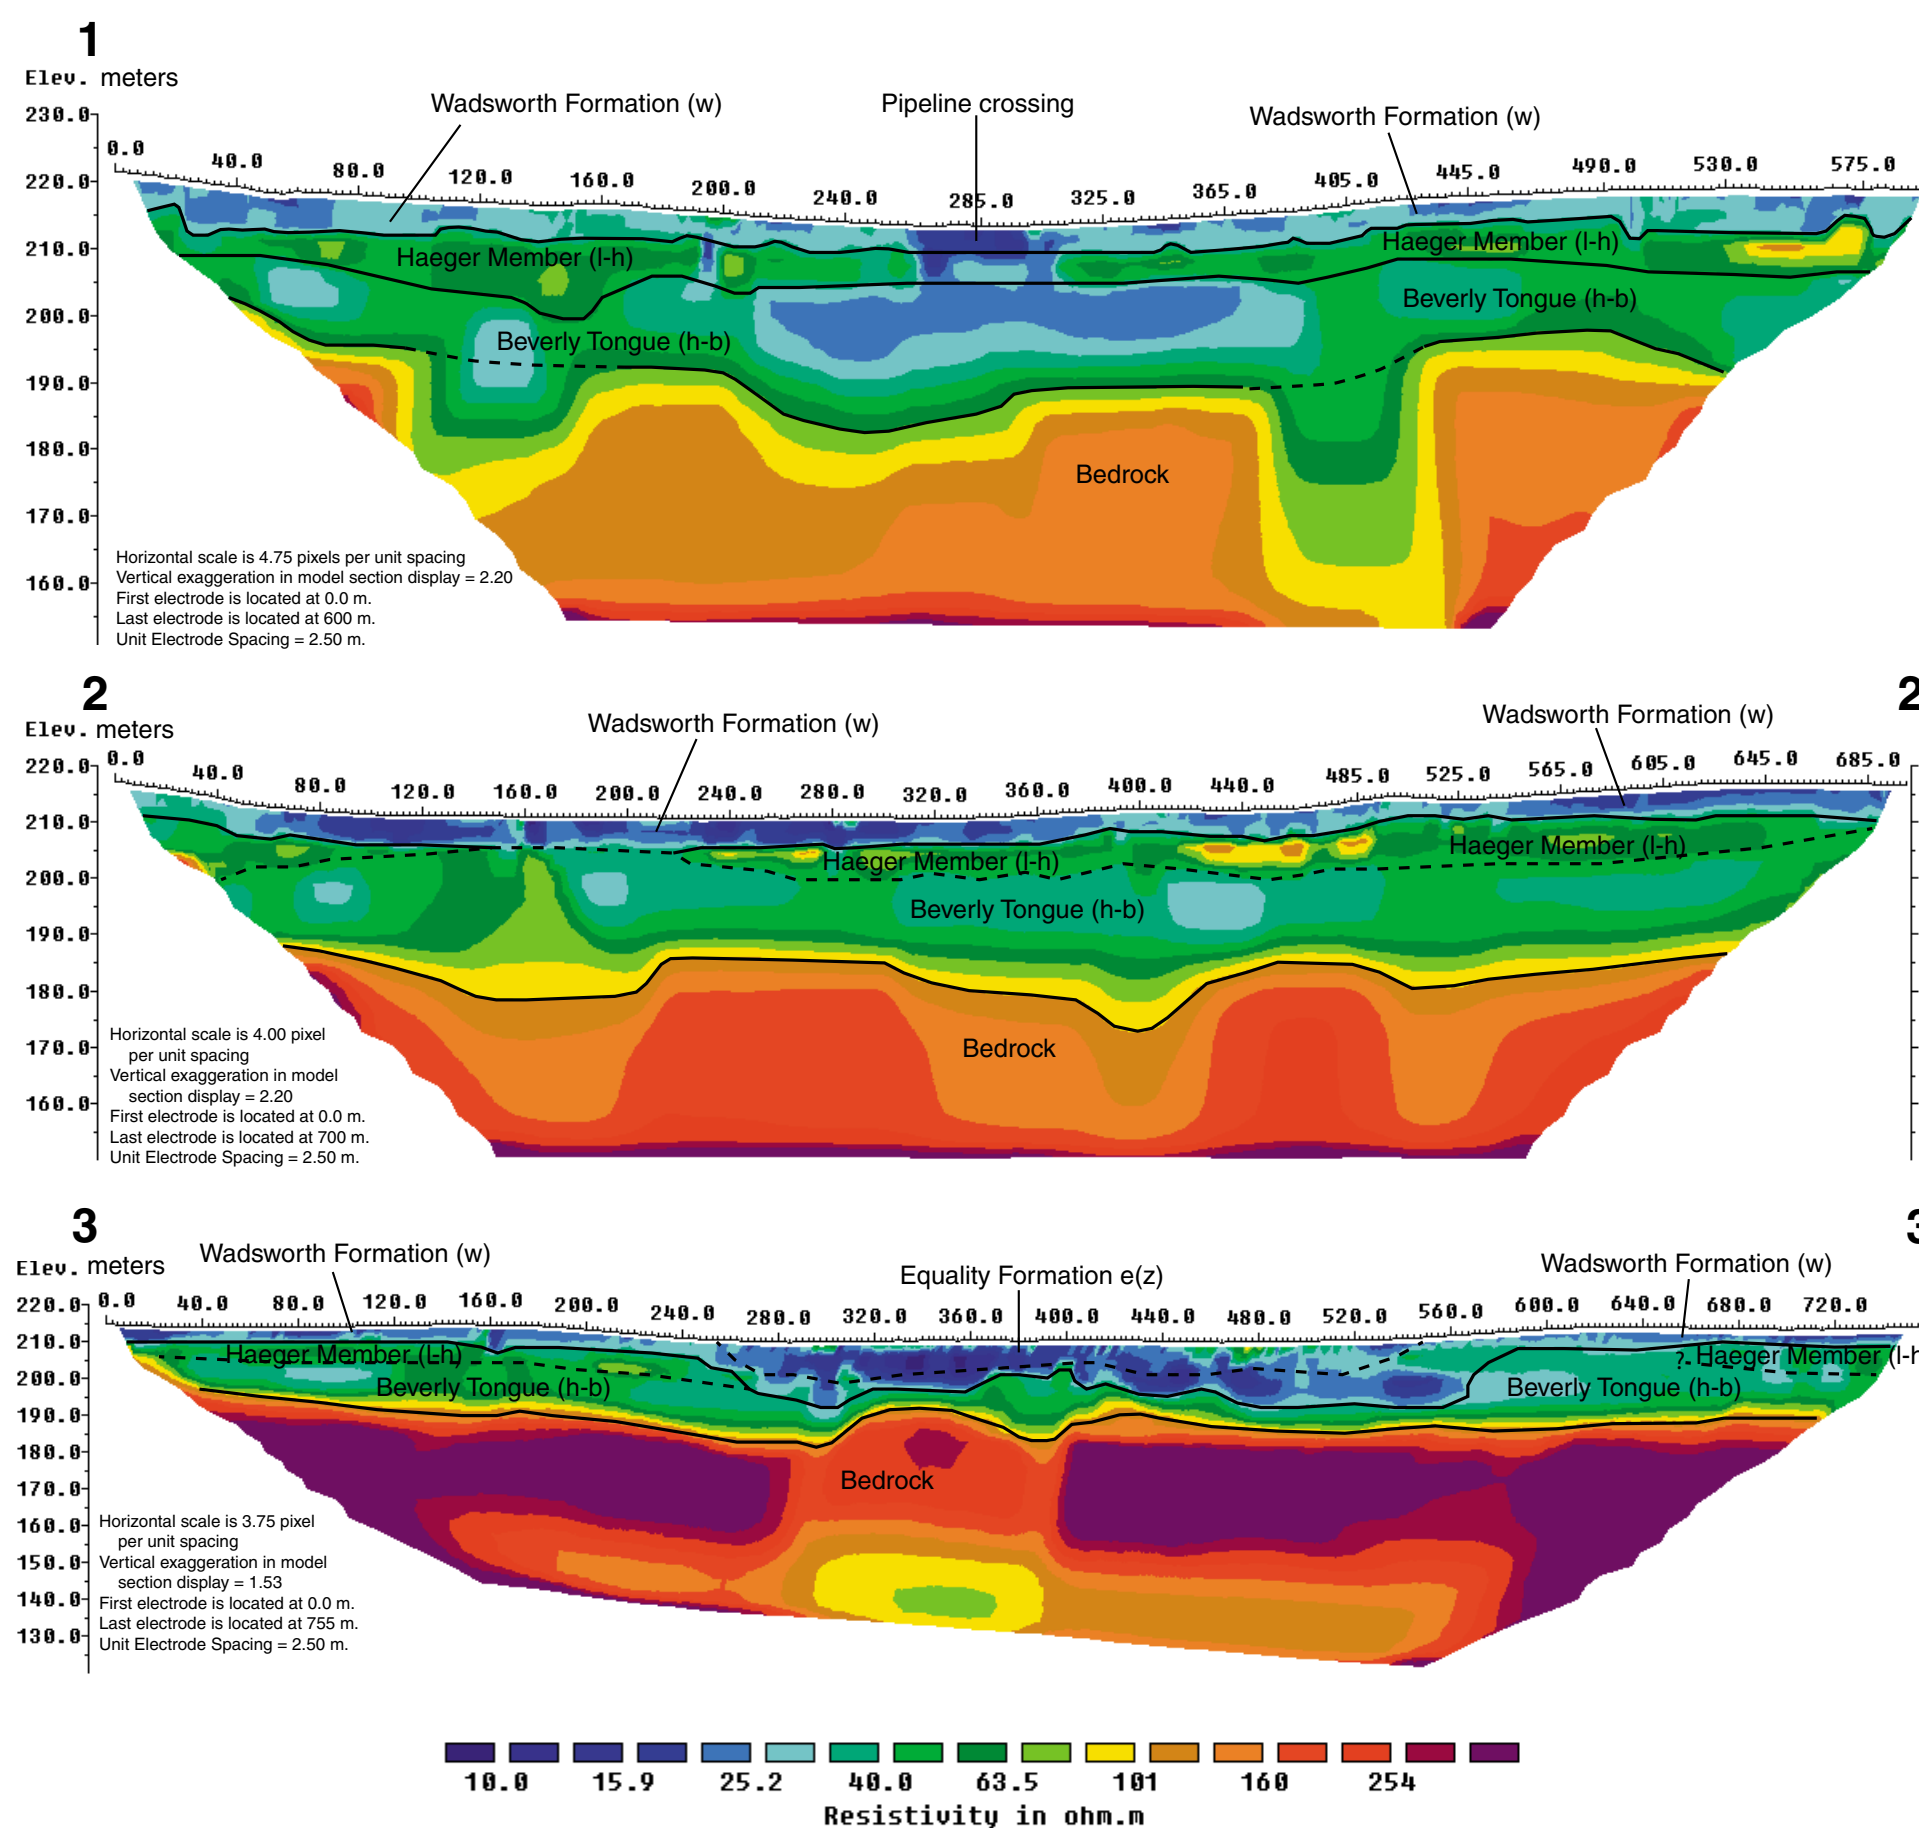 1
Elev. meters
Wadsworth Formation (w)
Pipeline crossing
Wadsworth Formation (w)
230.0
220.0
210.0
200.0
190.0
180.0
170.0
160.0
0.0 40.0 80.0 120.0 160.0 200.0 240.0 285.0 325.0 365.0 405.0 445.0 490.0 530.0 575.0
Haeger Member (l-h)
Haeger Member (l-h)
Beverly Tongue (h-b)
Beverly Tongue (h-b)
Bedrock
Horizontal scale is 4.75 pixels per unit spacing
Vertical exaggeration in model section display = 2.20
First electrode is located at 0.0 m.
Last electrode is located at 600 m.
Unit Electrode Spacing = 2.50 m.
2
2
Elev. meters
Wadsworth Formation (w)
Wadsworth Formation (w)
220.0
210.0
200.0
190.0
180.0
170.0
160.0
0.0 40.0 80.0 120.0 160.0 200.0 240.0 280.0 320.0 360.0 400.0 440.0 485.0 525.0 565.0 605.0 645.0 685.0
Haeger Member (l-h)
Haeger Member (l-h)
Beverly Tongue (h-b)
Bedrock
Horizontal scale is 4.00 pixel
per unit spacing
Vertical exaggeration in model
section display = 2.20
First electrode is located at 0.0 m.
Last electrode is located at 700 m.
Unit Electrode Spacing = 2.50 m.
3
3
Elev. meters
Wadsworth Formation (w)
Equality Formation e(z)
Wadsworth Formation (w)
220.0
210.0
200.0
190.0
180.0
170.0
160.0
150.0
140.0
130.0
0.0 40.0 80.0 120.0 160.0 200.0 240.0 280.0 320.0 360.0 400.0 440.0 480.0 520.0 560.0 600.0 640.0 680.0 720.0
Haeger Member (l-h)
? Haeger Member (l-h
Beverly Tongue (h-b)
Beverly Tongue (h-b)
Bedrock
Horizontal scale is 3.75 pixel
per unit spacing
Vertical exaggeration in model
section display = 1.53
First electrode is located at 0.0 m.
Last electrode is located at 755 m.
Unit Electrode Spacing = 2.50 m.
10.0 15.9 25.2 40.0 63.5 101 160 254
Resistivity in ohm.m